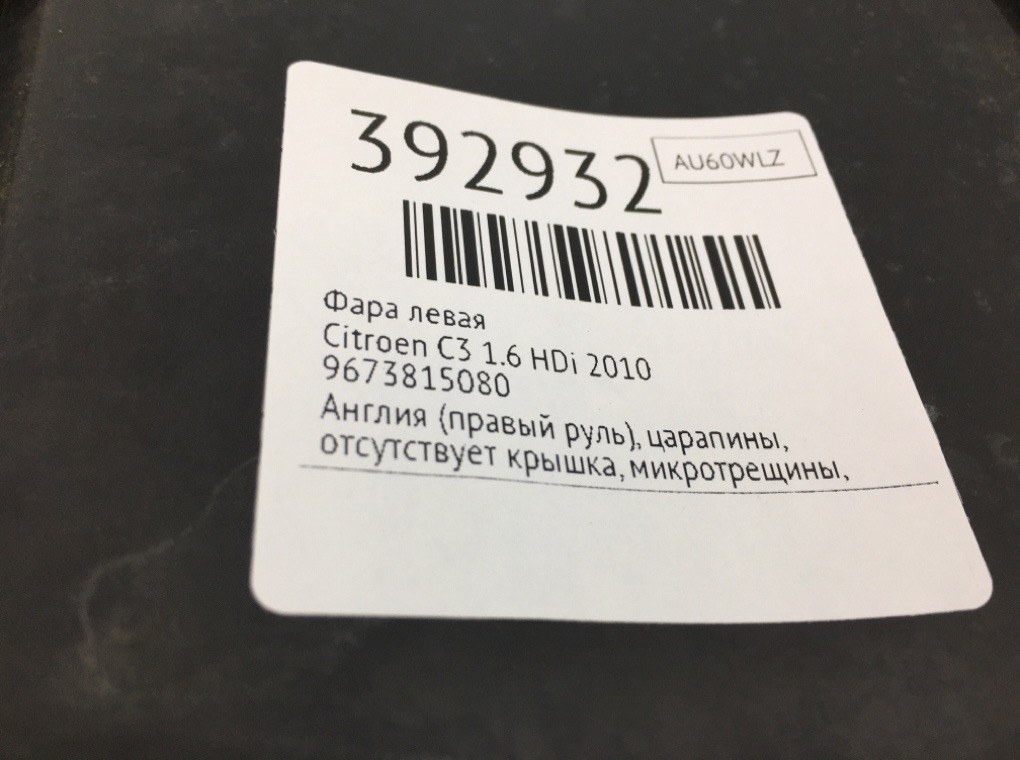 392932
AU60WLZ
Фара левая
Citroen C3 1.6 HDi 2010
9673815080
Англия (правый руль), царапины,
отсутствует крышка, микротрещины,